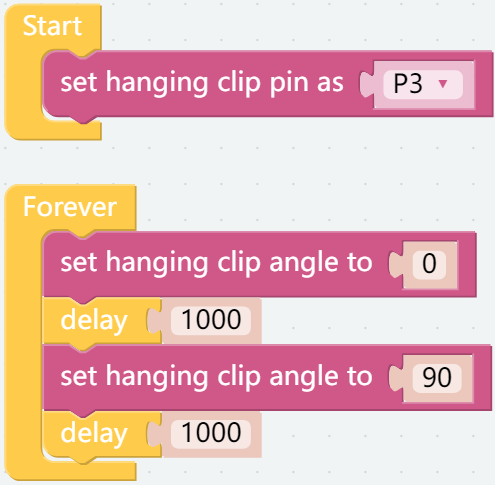 Start
set hanging clip pin as P3
Forever
set hanging clip angle to 0
delay 1000
set hanging clip angle to 90
delay 1000